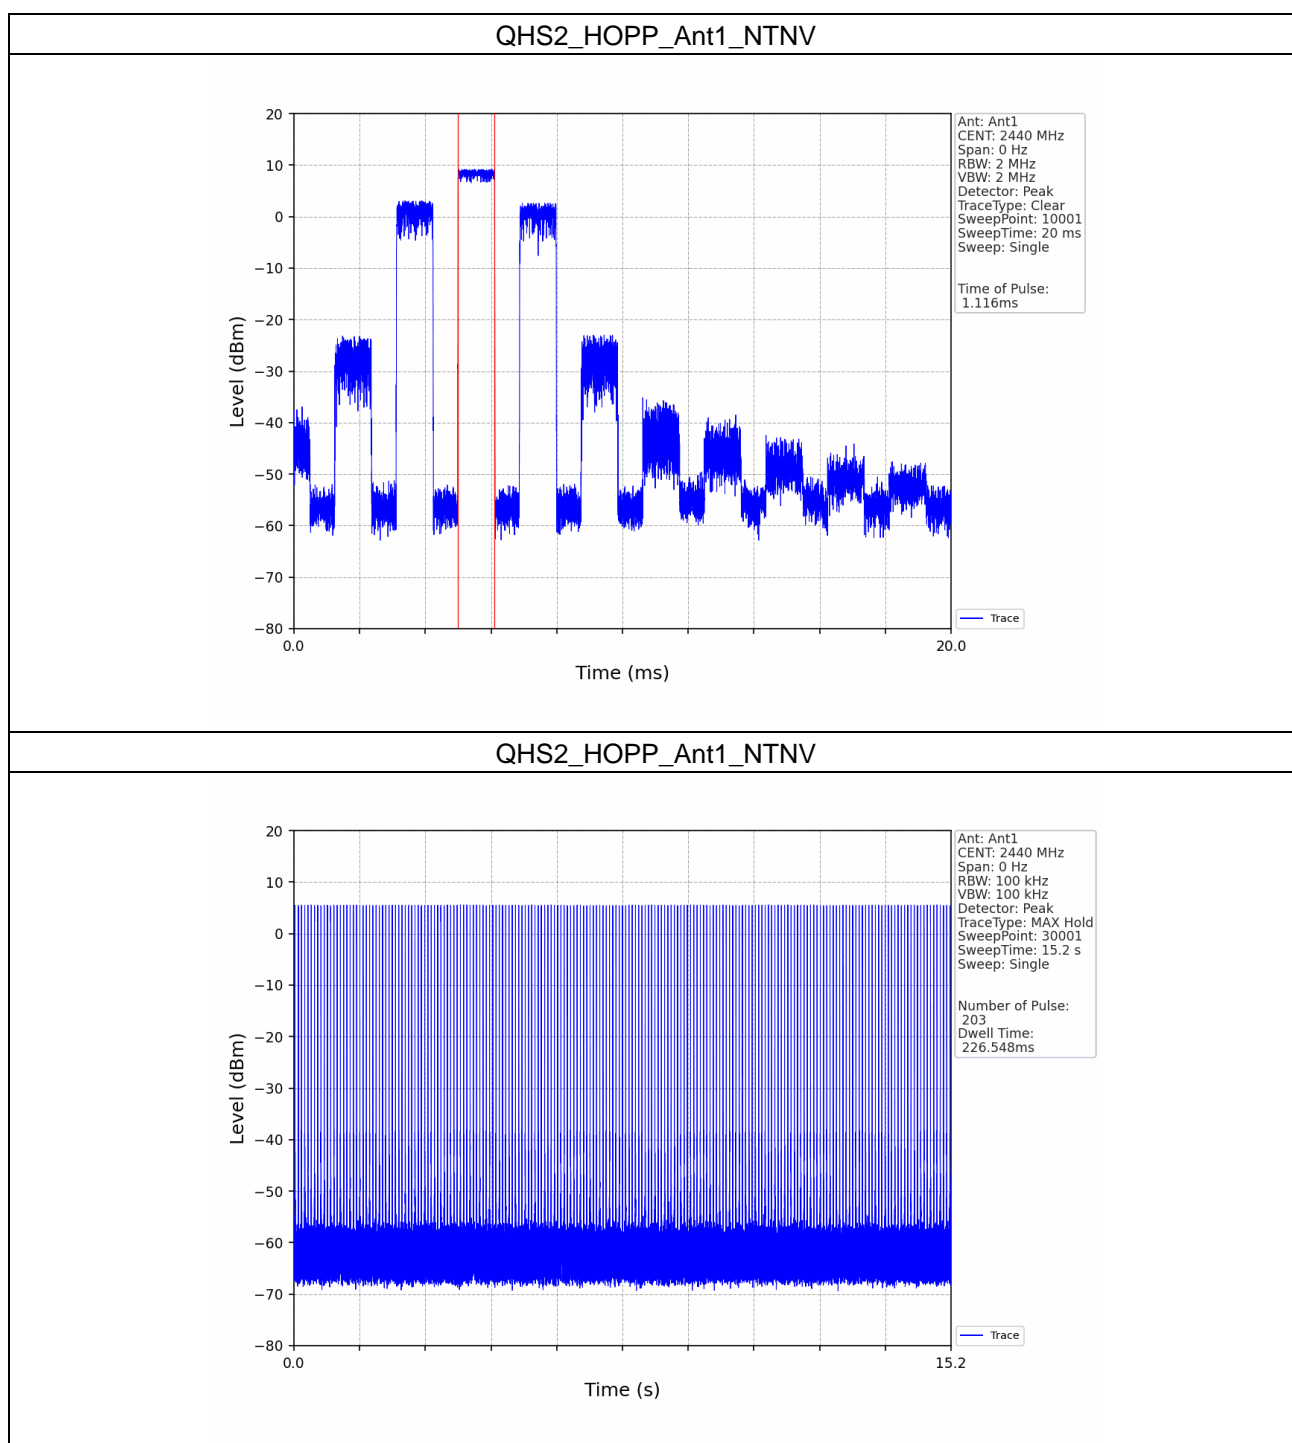 QHS2_HOPP_Ant1_NTNV
20
10
0
−10
−20
−30
−40
−50
−60
−70
−80
Level (dBm)
0.0
20.0
Time (ms)
Ant: Ant1
CENT: 2440 MHz
Span: 0 Hz
RBW: 2 MHz
VBW: 2 MHz
Detector: Peak
TraceType: Clear
SweepPoint: 10001
SweepTime: 20 ms
Sweep: Single
Time of Pulse:
1.116ms
Trace
QHS2_HOPP_Ant1_NTNV
20
10
0
−10
−20
−30
−40
−50
−60
−70
−80
Level (dBm)
0.0
15.2
Time (s)
Ant: Ant1
CENT: 2440 MHz
Span: 0 Hz
RBW: 100 kHz
VBW: 100 kHz
Detector: Peak
TraceType: MAX Hold
SweepPoint: 30001
SweepTime: 15.2 s
Sweep: Single
Number of Pulse:
203
Dwell Time:
226.548ms
Trace